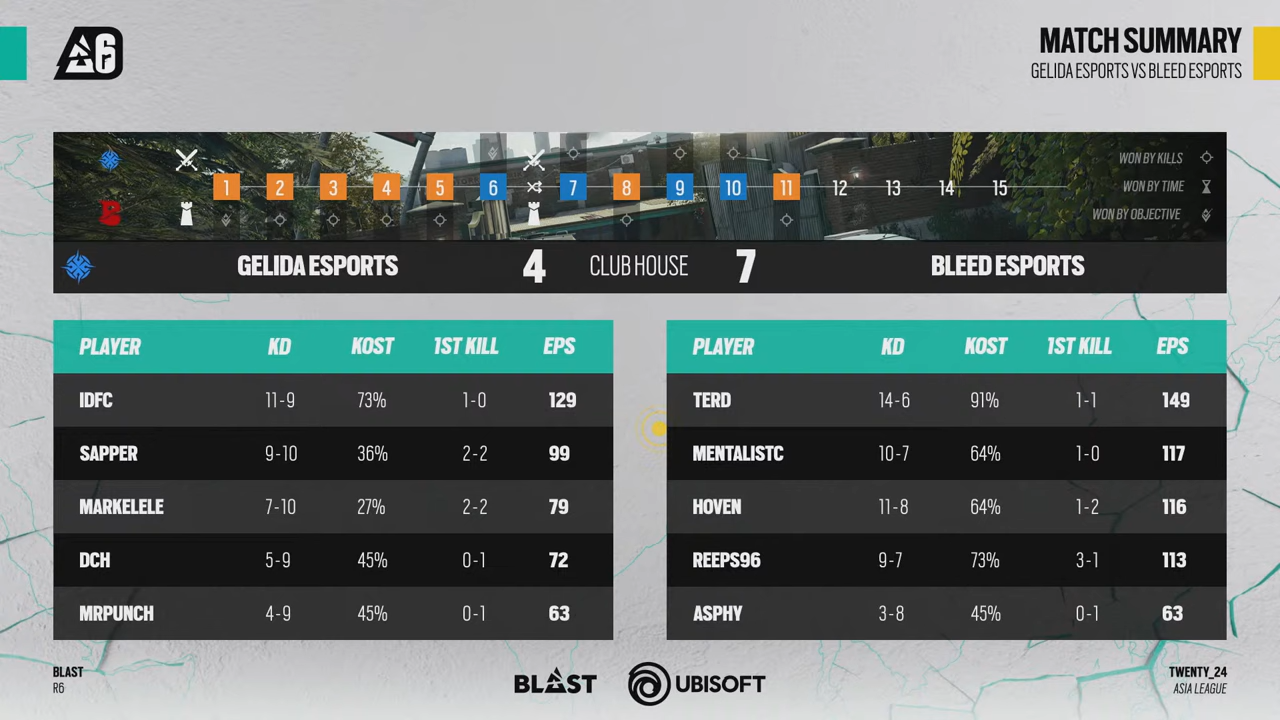 A6
MATCH SUMMARY
GELIDA ESPORTS VS BLEED ESPORTS
WON BY KILLS
1 2 3 4 5 6 7 8 9 10 11 12 13 14 15
WON BY TIME
WON BY OBJECTIVE
GELIDA ESPORTS 4 CLUB HOUSE 7 BLEED ESPORTS
PLAYER KD KOST 1ST KILL EPS
IDFC 11-9 73% 1-0 129
SAPPER 9-10 36% 2-2 99
MARKELELE 7-10 27% 2-2 79
DCH 5-9 45% 0-1 72
MRPUNCH 4-9 45% 0-1 63
PLAYER KD KOST 1ST KILL EPS
TERD 14-6 91% 1-1 149
MENTALISTC 10-7 64% 1-0 117
HOVEN 11-8 64% 1-2 116
REEPS96 9-7 73% 3-1 113
ASPHY 3-8 45% 0-1 63
BLAST
R6
BLAST UBISOFT
TWENTY_24
ASIA LEAGUE